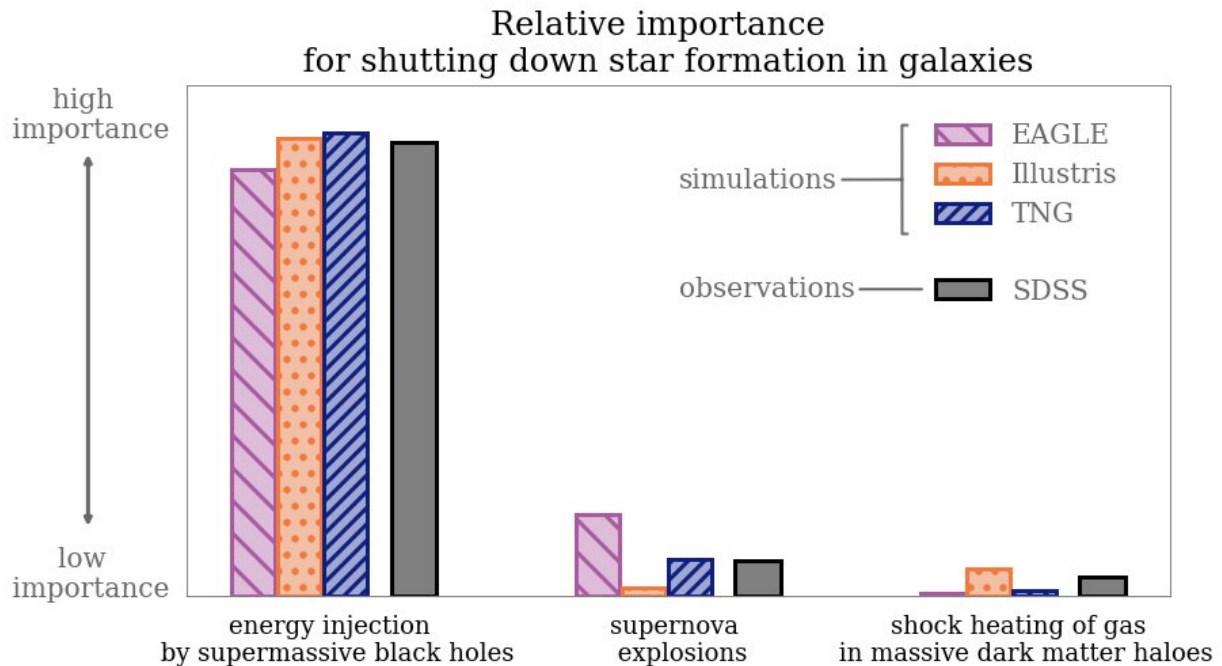 Relative importance
for shutting down star formation in galaxies
high
importance
low
importance
simulations
EAGLE
Illustris
TNG
observations
SDSS
energy injection
by supermassive black holes
supernova
explosions
shock heating of gas
in massive dark matter haloes